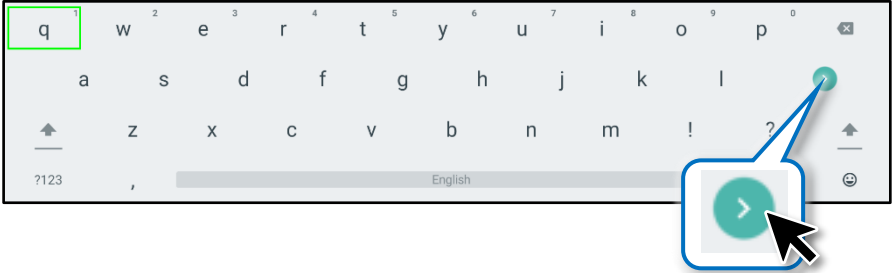 q 1 w 2 e 3 r 4 t 5 y 6 u 7 i 8 o 9 p 0
a s d f g h j k l
z x c v b n m ! ?
?123 , English